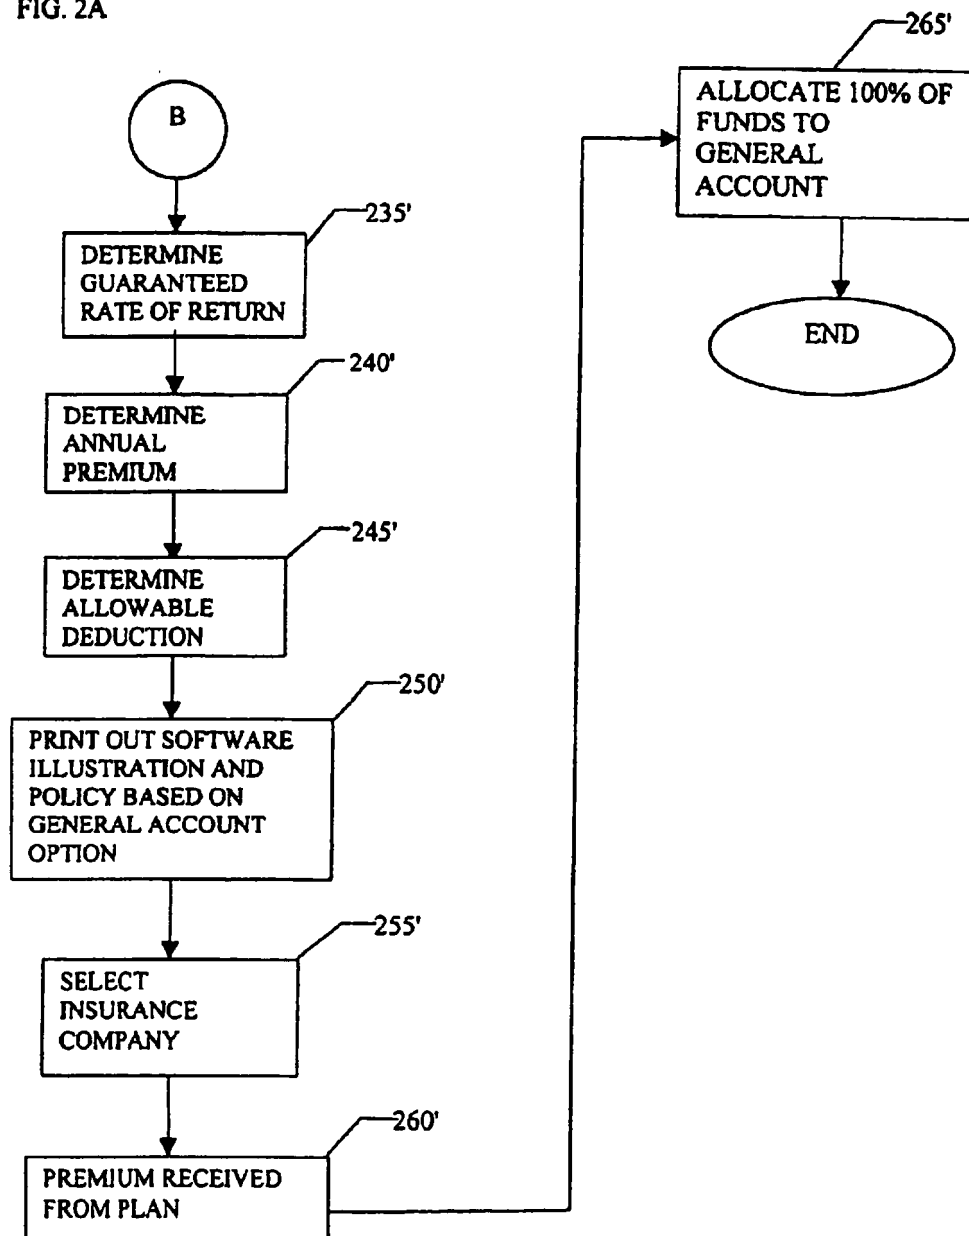 FIG. 2A
B
235'
DETERMINE
GUARANTEED
RATE OF RETURN
240'
DETERMINE
ANNUAL
PREMIUM
245'
DETERMINE
ALLOWABLE
DEDUCTION
250'
PRINT OUT SOFTWARE
ILLUSTRATION AND
POLICY BASED ON
GENERAL ACCOUNT
OPTION
255'
SELECT
INSURANCE
COMPANY
260'
PREMIUM RECEIVED
FROM PLAN
265'
ALLOCATE 100% OF
FUNDS TO
GENERAL
ACCOUNT
END